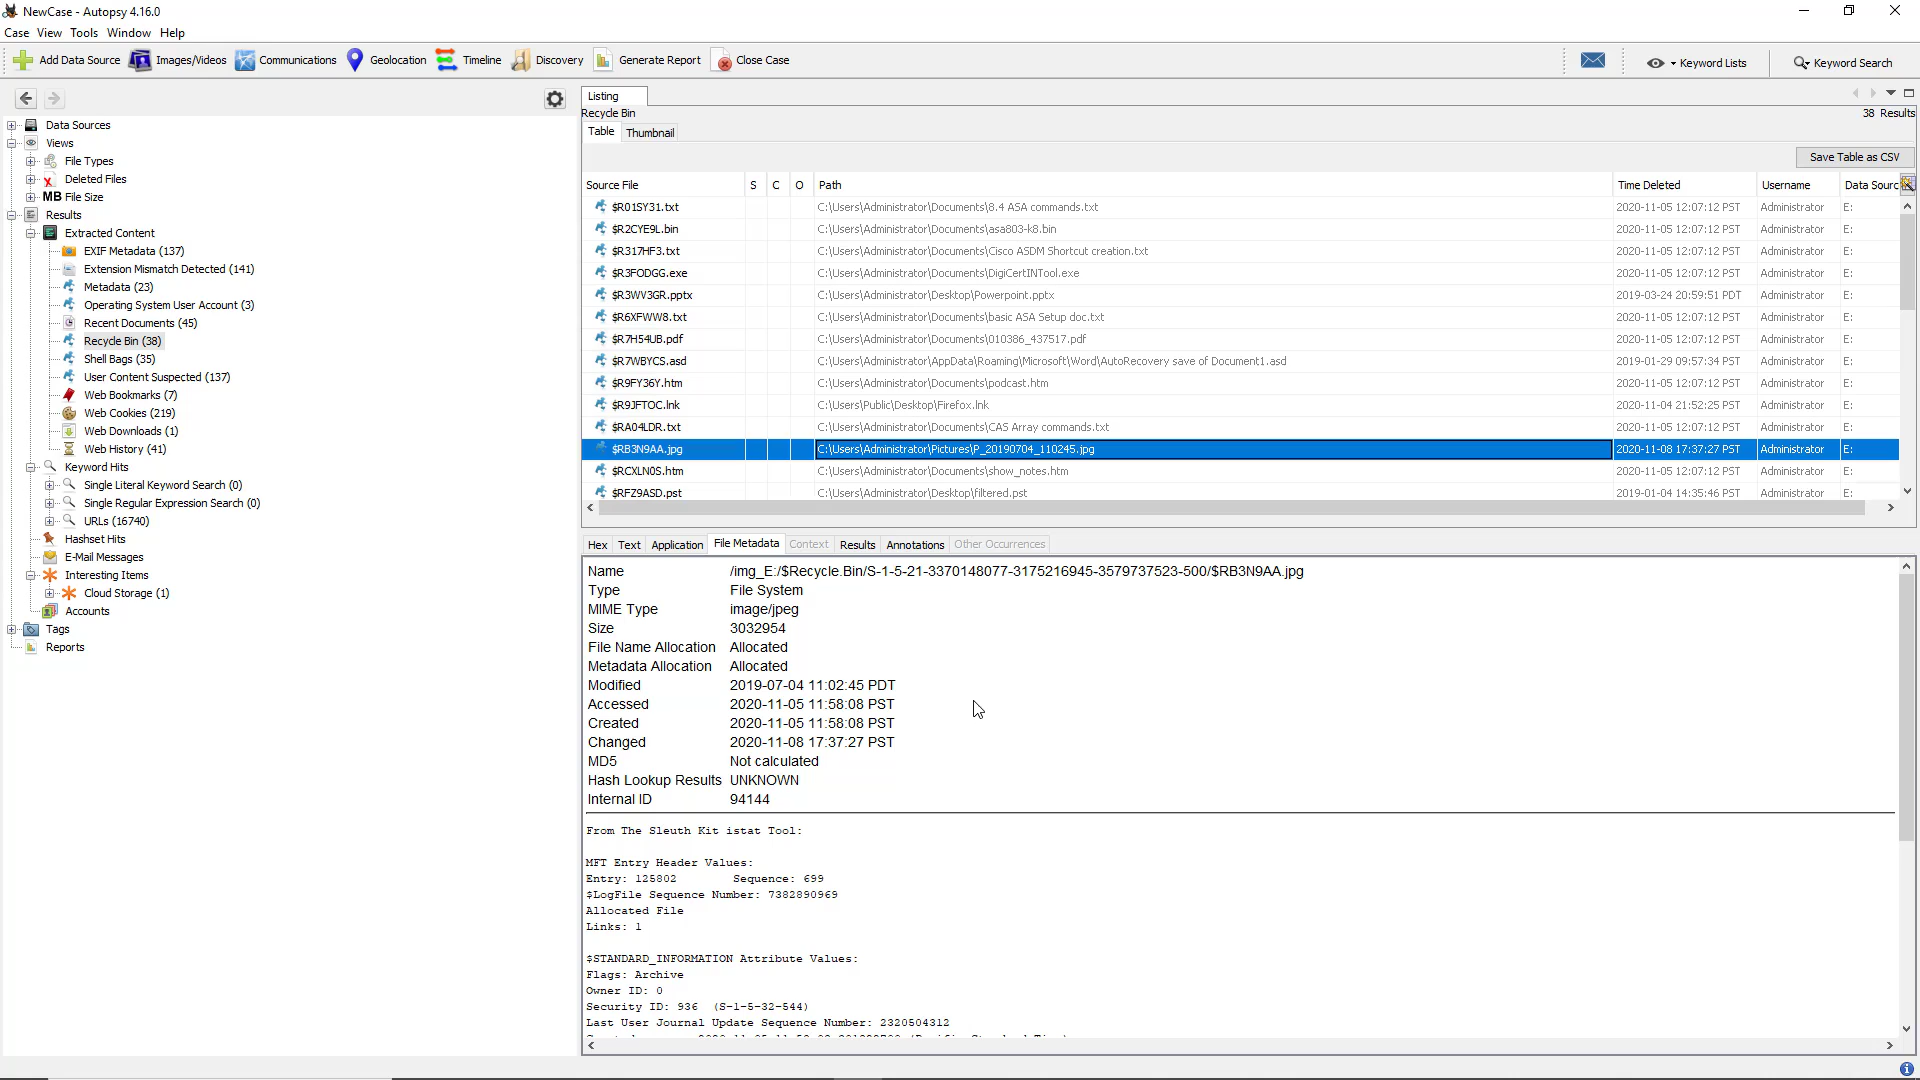 NewCase - Autopsy 4.16.0
Case View Tools Window Help
Add Data Source Images/Videos Communications Geolocation Timeline Discovery Generate Report Close Case Keyword Lists Keyword Search
Data Sources
Views
File Types
Deleted Files
MB File Size
Results
Extracted Content
EXIF Metadata (137)
Extension Mismatch Detected (141)
Metadata (23)
Operating System User Account (3)
Recent Documents (45)
Recycle Bin (38)
Shell Bags (35)
User Content Suspected (137)
Web Bookmarks (7)
Web Cookies (219)
Web Downloads (1)
Web History (41)
Keyword Hits
Single Literal Keyword Search (0)
Single Regular Expression Search (0)
URLs (16740)
Hashset Hits
E-Mail Messages
Interesting Items
Cloud Storage (1)
Accounts
Tags
Reports
Listing
Recycle Bin 38 Results
Table Thumbnail
Save Table as CSV
Source File S C O Path Time Deleted Username Data Sourc
$R01SY31.txt C:\Users\Administrator\Documents\8.4 ASA commands.txt 2020-11-05 12:07:12 PST Administrator E:
$R2CYE9L.bin C:\Users\Administrator\Documents\asa803-k8.bin 2020-11-05 12:07:12 PST Administrator E:
$R317HF3.txt C:\Users\Administrator\Documents\Cisco ASDM Shortcut creation.txt 2020-11-05 12:07:12 PST Administrator E:
$R3FODGG.exe C:\Users\Administrator\Documents\DigiCertINTool.exe 2020-11-05 12:07:12 PST Administrator E:
$R3WV3GR.pptx C:\Users\Administrator\Desktop\Powerpoint.pptx 2019-03-24 20:59:51 PDT Administrator E:
$R6XFWW8.txt C:\Users\Administrator\Documents\basic ASA Setup doc.txt 2020-11-05 12:07:12 PST Administrator E:
$R7H54UB.pdf C:\Users\Administrator\Documents\010386_437517.pdf 2020-11-05 12:07:12 PST Administrator E:
$R7WBYCS.asd C:\Users\Administrator\AppData\Roaming\Microsoft\Word\AutoRecovery save of Document1.asd 2019-01-29 09:57:34 PST Administrator E:
$R9FY36Y.htm C:\Users\Administrator\Documents\podcast.htm 2020-11-05 12:07:12 PST Administrator E:
$R9JFTOC.lnk C:\Users\Public\Desktop\Firefox.lnk 2020-11-04 21:52:25 PST Administrator E:
$RA04LDR.txt C:\Users\Administrator\Documents\CAS Array commands.txt 2020-11-05 12:07:12 PST Administrator E:
$RB3N9AA.jpg C:\Users\Administrator\Pictures\P_20190704_110245.jpg 2020-11-08 17:37:27 PST Administrator E:
$RCXLN0S.htm C:\Users\Administrator\Documents\show_notes.htm 2020-11-05 12:07:12 PST Administrator E:
$RFZ9ASD.pst C:\Users\Administrator\Desktop\filtered.pst 2019-01-04 14:35:46 PST Administrator E:
Hex Text Application File Metadata Context Results Annotations Other Occurrences
Name /img_E:/$Recycle.Bin/S-1-5-21-3370148077-3175216945-3579737523-500/$RB3N9AA.jpg
Type File System
MIME Type image/jpeg
Size 3032954
File Name Allocation Allocated
Metadata Allocation Allocated
Modified 2019-07-04 11:02:45 PDT
Accessed 2020-11-05 11:58:08 PST
Created 2020-11-05 11:58:08 PST
Changed 2020-11-08 17:37:27 PST
MD5 Not calculated
Hash Lookup Results UNKNOWN
Internal ID 94144
From The Sleuth Kit istat Tool:
MFT Entry Header Values:
Entry: 125802 Sequence: 699
$LogFile Sequence Number: 7382890969
Allocated File
Links: 1
$STANDARD_INFORMATION Attribute Values:
Flags: Archive
Owner ID: 0
Security ID: 936 (S-1-5-32-544)
Last User Journal Update Sequence Number: 2320504312